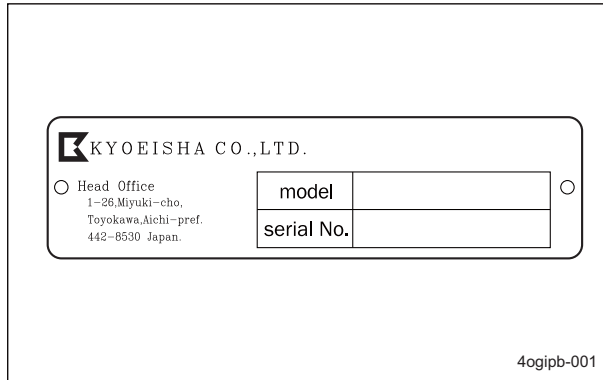 KYOEISHA CO.,LTD.
Head Office
1-26,Miyuki-cho,
Toyokawa,Aichi-pref.
442-8530 Japan.
model
serial No.
4ogipb-001